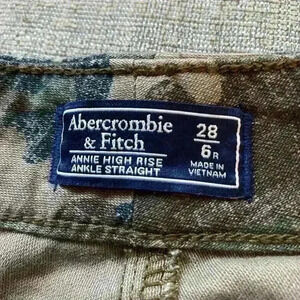 Abercrombie
& Fitch
ANNIE HIGH RISE
ANKLE STRAIGHT
28
6R
MADE IN
VIETNAM